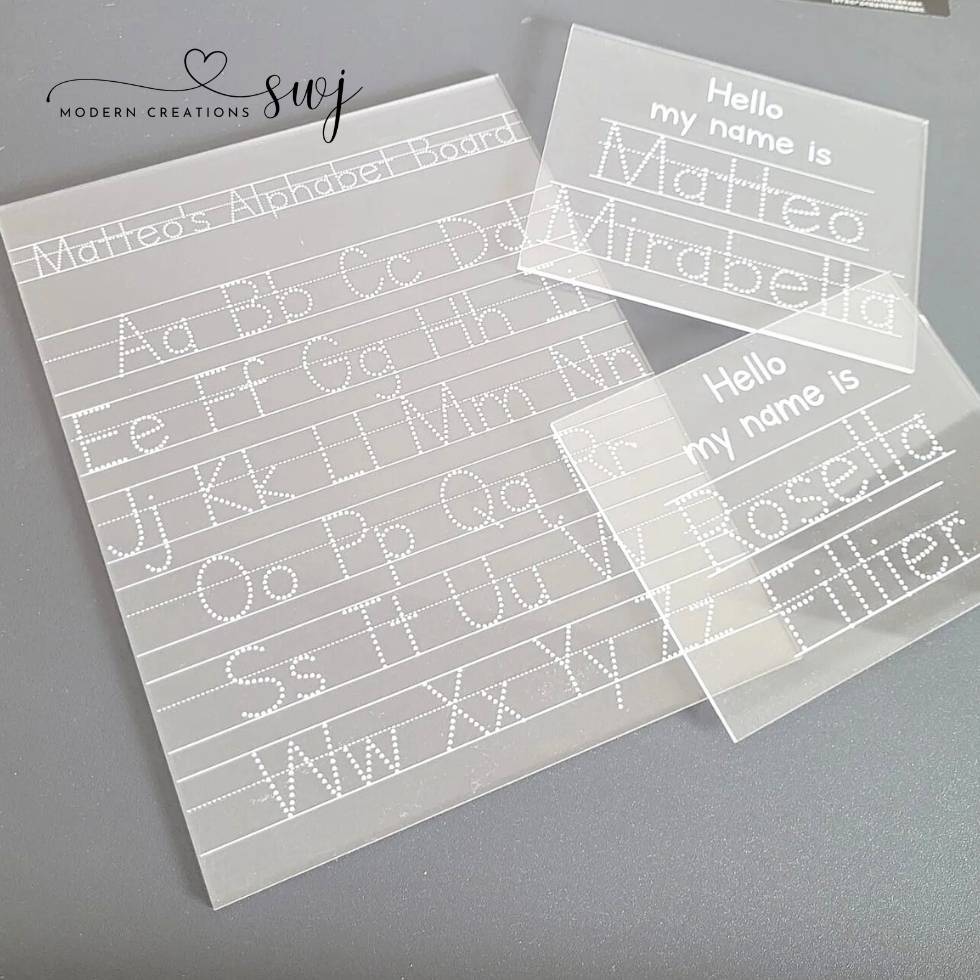 swj
MODERN CREATIONS
Matteo's Alphabet Board
Aa Bb Cc Dd
Ee Ff Gg Hh Ii
Jj Kk Ll Mm Nn
Oo Pp Qq Rr
Ss Tt Uu Vv
Ww Xx Yy Zz
Hello
my name is
Matteo
Mirabella
Hello
my name is
Rosella
Fillier